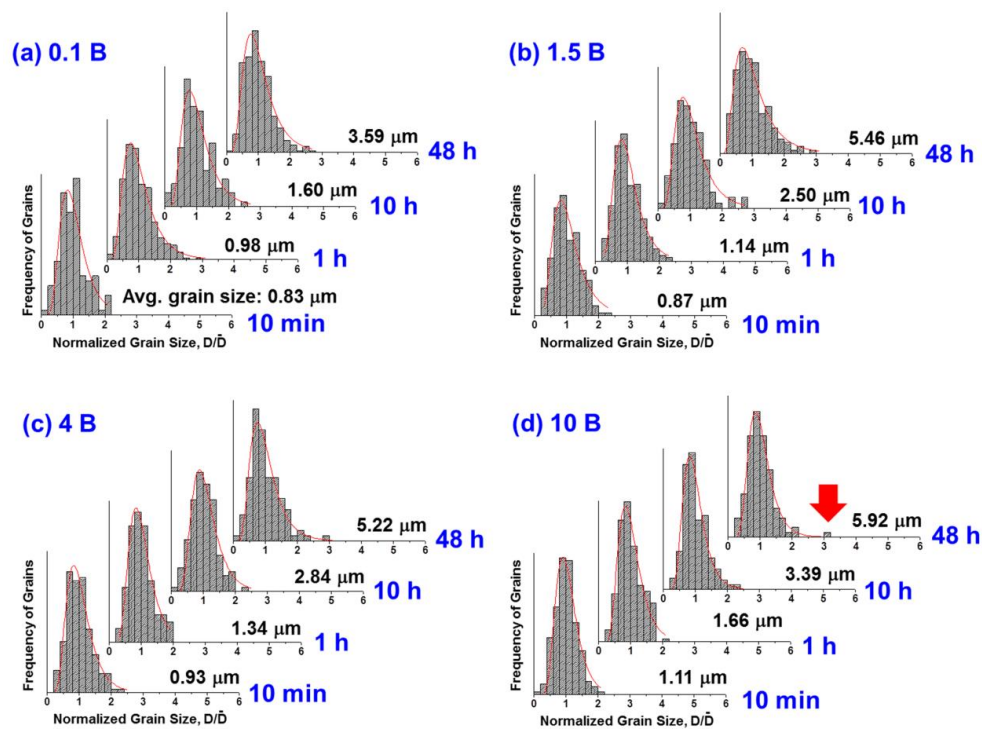 (a) 0.1 B
0 1 2 3 4 5 6
3.59 μm
48 h
0 1 2 3 4 5 6
1.60 μm
10 h
0 1 2 3 4 5 6
0.98 μm
1 h
0 1 2 3 4 5 6
Avg. grain size: 0.83 μm
10 min
Frequency of Grains
Normalized Grain Size, D/D̄
(b) 1.5 B
0 1 2 3 4 5 6
5.46 μm
48 h
0 1 2 3 4 5 6
2.50 μm
10 h
0 1 2 3 4 5 6
1.14 μm
1 h
0 1 2 3 4 5 6
0.87 μm
10 min
Frequency of Grains
Normalized Grain Size, D/D̄
(c) 4 B
0 1 2 3 4 5 6
5.22 μm
48 h
0 1 2 3 4 5 6
2.84 μm
10 h
0 1 2 3 4 5 6
1.34 μm
1 h
0 1 2 3 4 5 6
0.93 μm
10 min
Frequency of Grains
Normalized Grain Size, D/D̄
(d) 10 B
0 1 2 3 4 5 6
5.92 μm
48 h
0 1 2 3 4 5 6
3.39 μm
10 h
0 1 2 3 4 5 6
1.66 μm
1 h
0 1 2 3 4 5 6
1.11 μm
10 min
Frequency of Grains
Normalized Grain Size, D/D̄